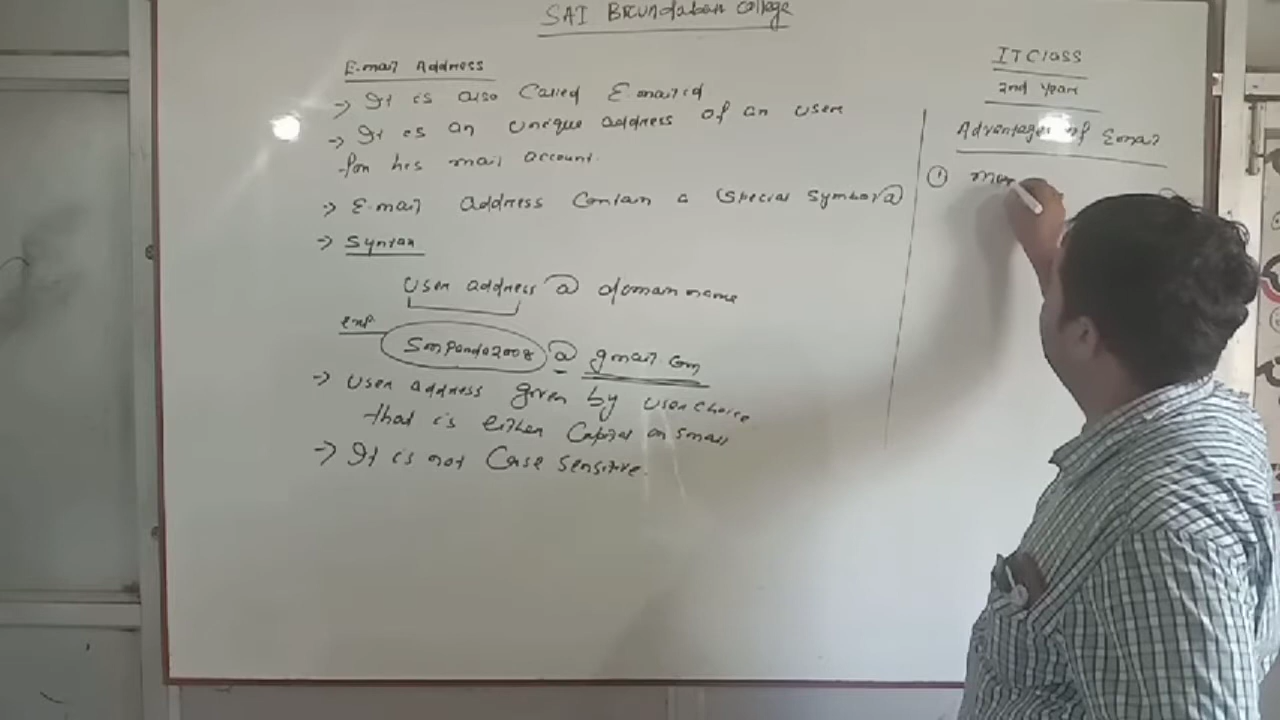 SAI Brundaban College
E.mail Address
-> It is also Called E.mail id
-> It is an unique address of an user
for his mail account.
-> E.mail address Contain a Special Symbol @
-> Syntax
User address @ domain name
exp
Smpanda2008 @ gmail.com
-> User address given by user choice
that is either Capital or small
-> It is not Case sensitive.
IT Class
2nd Year
Advantages of Email
①